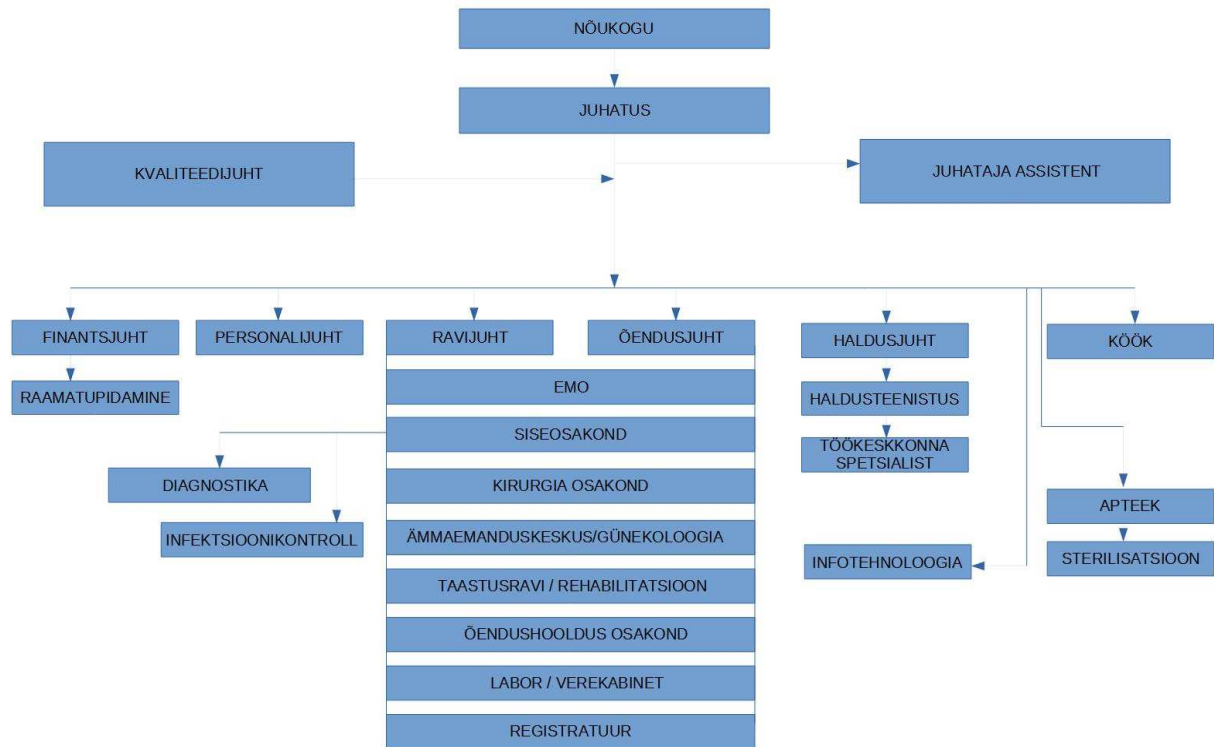 NÕUKOGU
JUHATUS
KVALITEEDIJUHT
JUHATAJA ASSISTENT
FINANTSJUHT
PERSONALIJUHT
RAVIJUHT
ÕENDUSJUHT
HALDUSJUHT
KÖÖK
RAAMATUPIDAMINE
EMO
HALDUSTEENISTUS
SISEOSAKOND
TÖÖKESKKONNA
SPETSIALIST
DIAGNOSTIKA
KIRURGIA OSAKOND
APTEEK
INFEKTSIOONIKONTROLL
ÄMMAEMANDUSKESKUS/GÜNEKOLOOGIA
INFOTEHNOLOOGIA
STERILISATSIOON
TAASTUSRAVI / REHABILITATSIOON
ÕENDUSHOOLDUS OSAKOND
LABOR / VEREKABINET
REGISTRATUUR